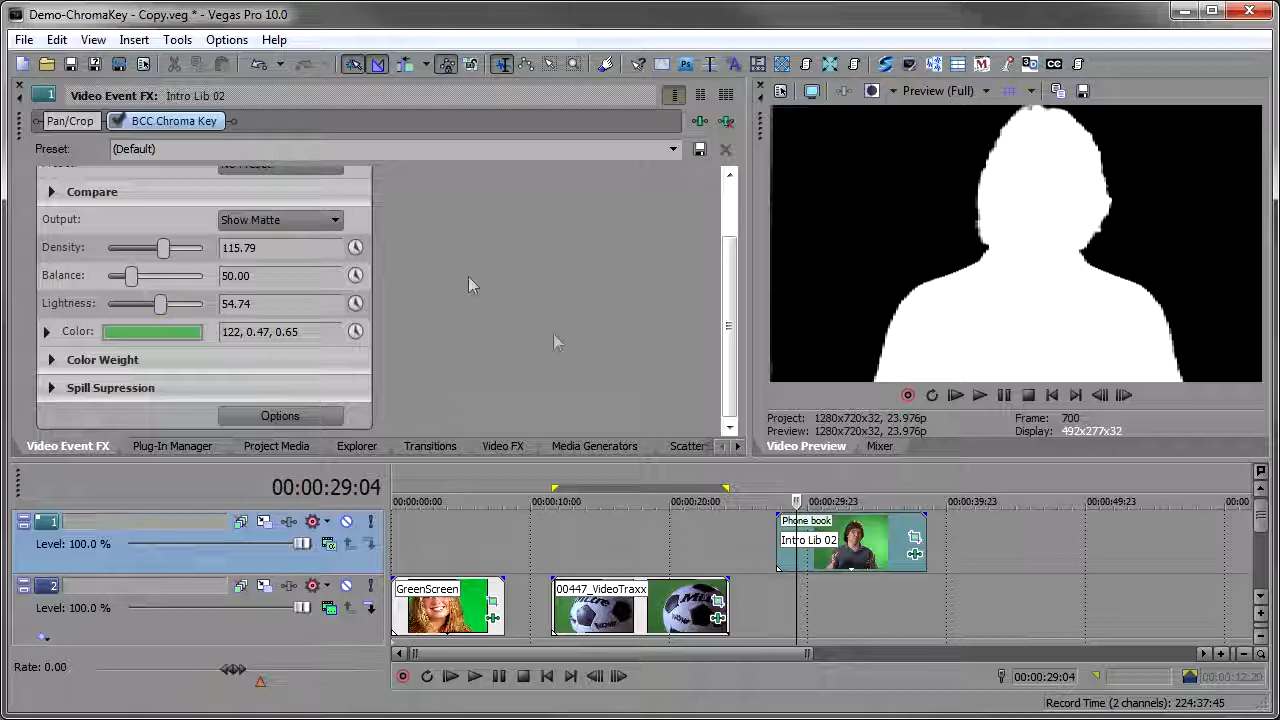 Demo-ChromaKey - Copy.veg * - Vegas Pro 10.0
File Edit View Insert Tools Options Help
1 Video Event FX: Intro Lib 02
Preview (Full)
Pan/Crop BCC Chroma Key
Preset: (Default)
Compare
Output: Show Matte
Density: 115.79
Balance: 50.00
Lightness: 54.74
Color: 122, 0.47, 0.65
Color Weight
Spill Supression
Options
Project: 1280x720x32, 23.976p Frame: 700
Preview: 1280x720x32, 23.976p Display: 492x277x32
Video Event FX Plug-In Manager Project Media Explorer Transitions Video FX Media Generators Scatter
Video Preview Mixer
00:00:29:04
00:00:00:00 00:00:10:00 00:00:20:00 00:00:29:23 00:00:39:23 00:00:49:23 00:00
1
Level: 100.0 %
Phone book
Intro Lib 02
2
Level: 100.0 %
GreenScreen
00447_VideoTraxx
Rate: 0.00
00:00:29:04 00:00:12:20
Record Time (2 channels): 224:37:45